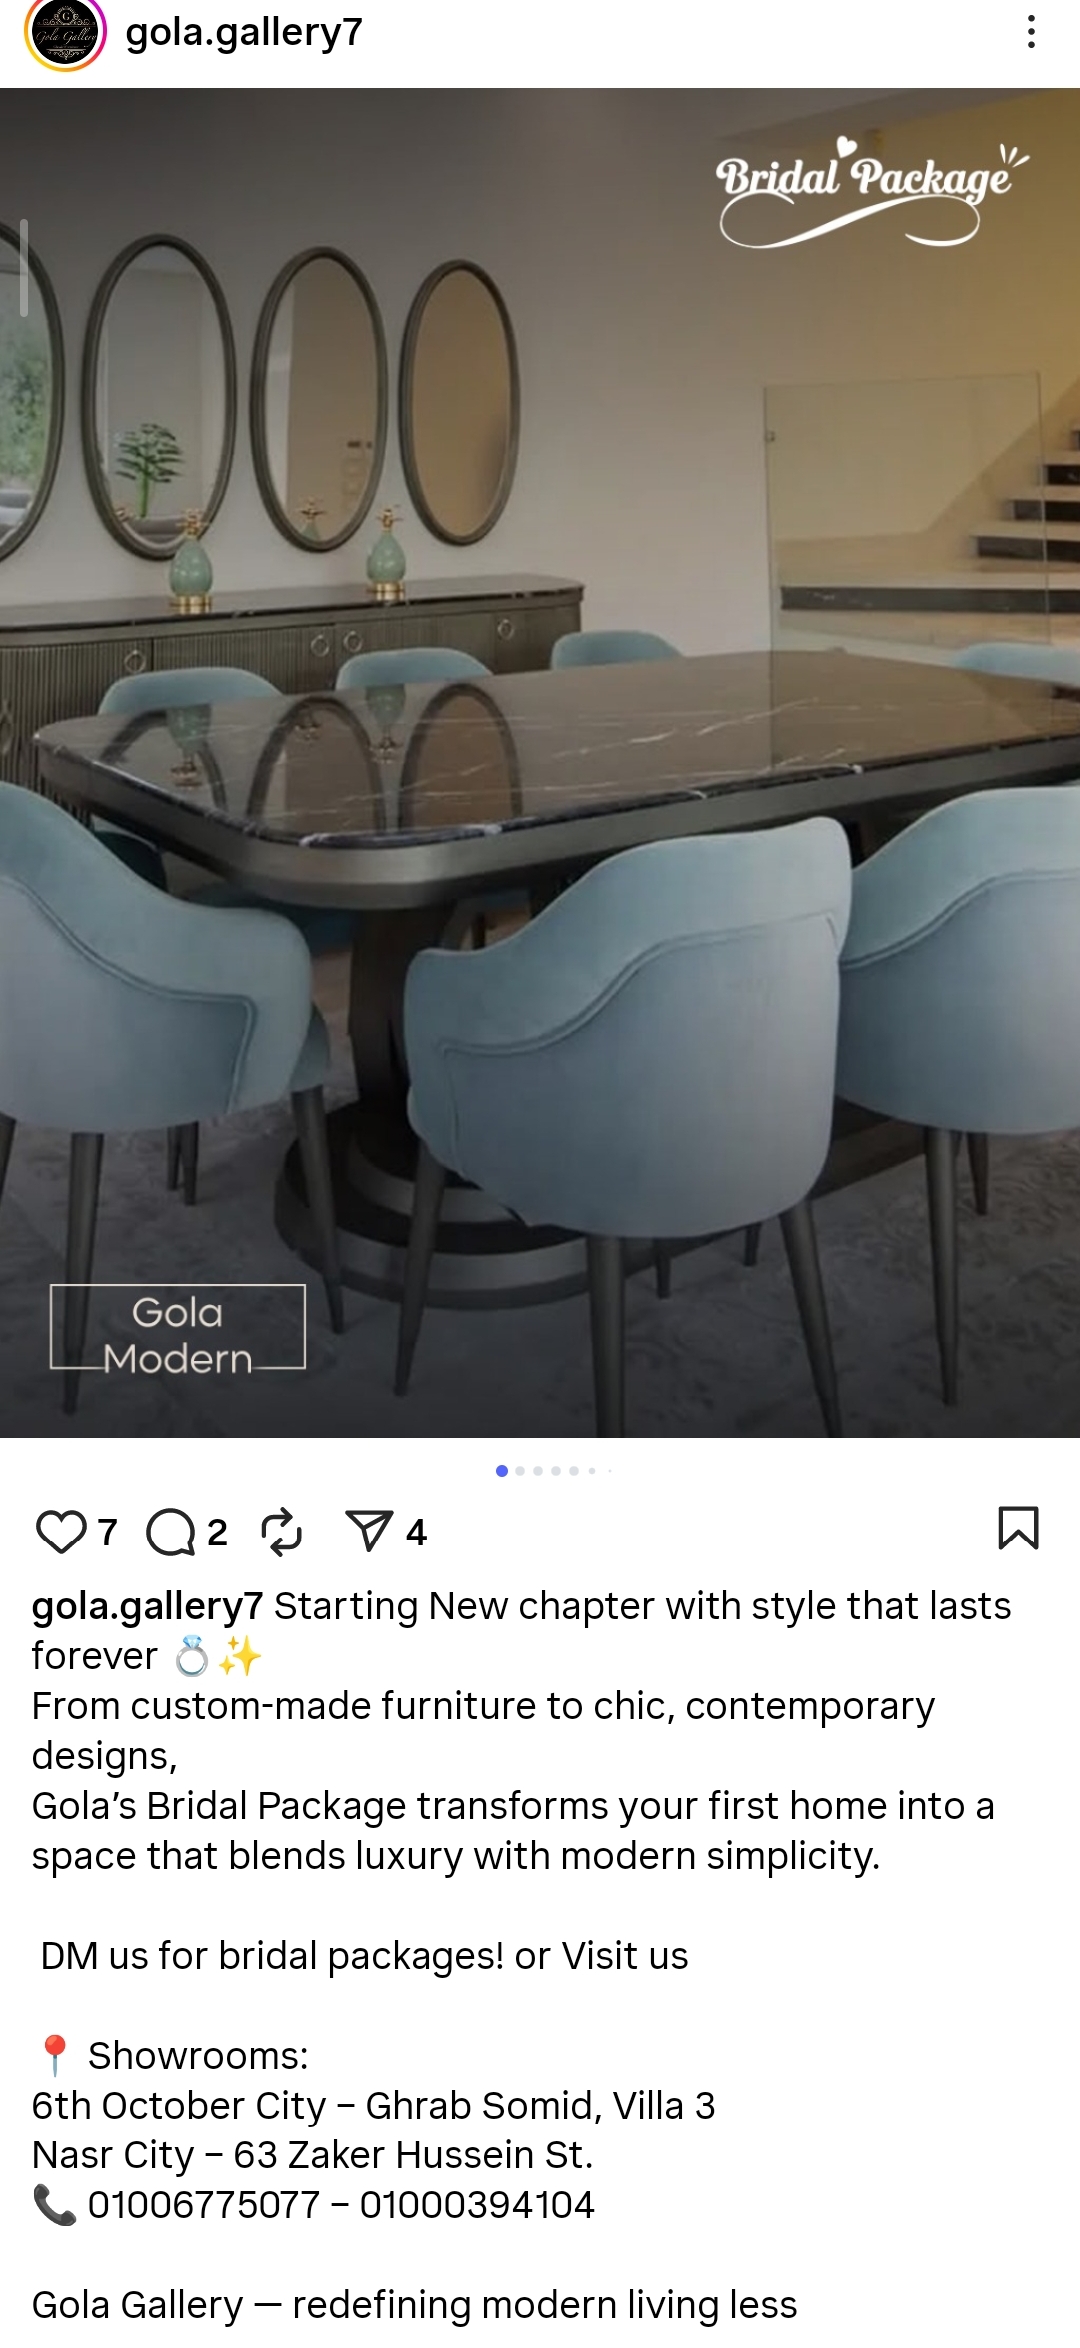 gola.gallery7
Bridal Package
Gola
Modern
7
2
4
gola.gallery7 Starting New chapter with style that lasts
forever 💍✨
From custom-made furniture to chic, contemporary
designs,
Gola’s Bridal Package transforms your first home into a
space that blends luxury with modern simplicity.
DM us for bridal packages! or Visit us
📍 Showrooms:
6th October City – Ghrab Somid, Villa 3
Nasr City – 63 Zaker Hussein St.
📞 01006775077 – 01000394104
Gola Gallery — redefining modern living less